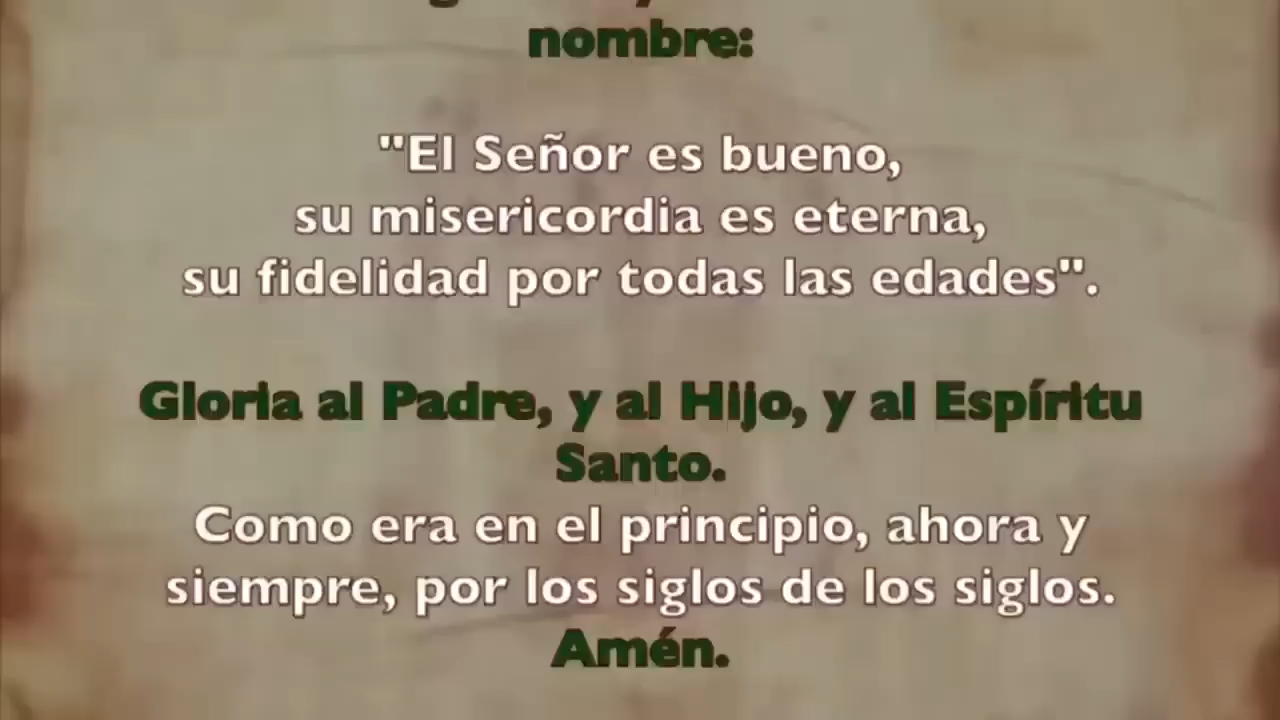 nombre:
"El Señor es bueno,
su misericordia es eterna,
su fidelidad por todas las edades".
Gloria al Padre, y al Hijo, y al Espíritu
Santo.
Como era en el principio, ahora y
siempre, por los siglos de los siglos.
Amén.